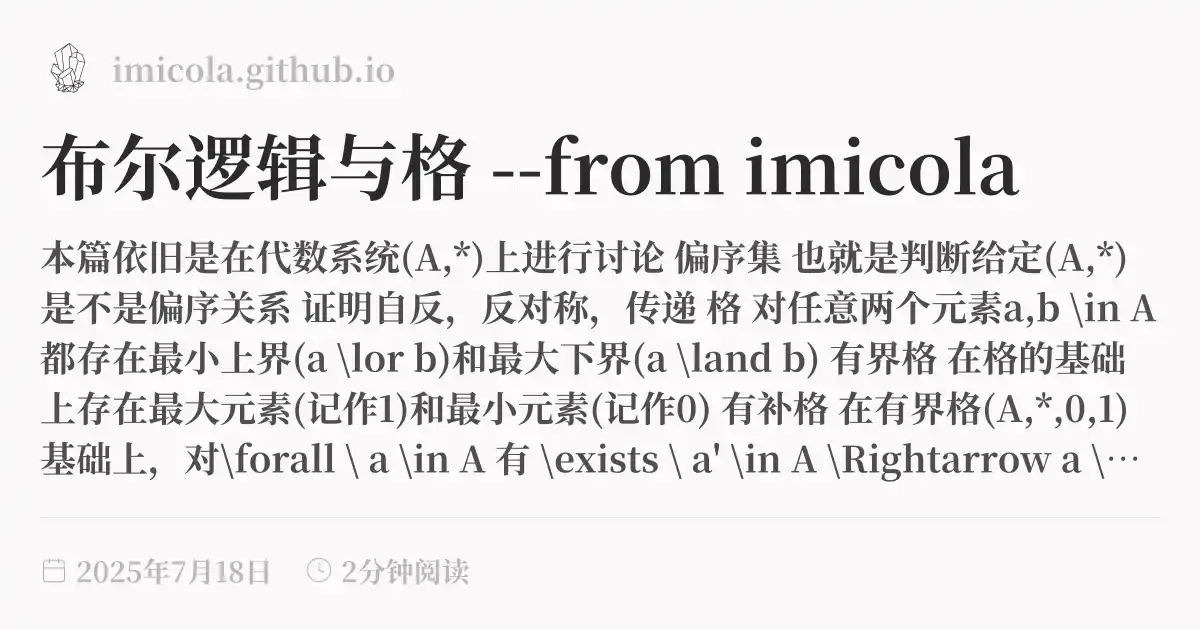 imicola.github.io
布尔逻辑与格 --from imicola
本篇依旧是在代数系统(A,*)上进行讨论 偏序集 也就是判断给定(A,*)
是不是偏序关系 证明自反，反对称，传递 格 对任意两个元素a,b \in A
都存在最小上界(a \lor b)和最大下界(a \land b) 有界格 在格的基础
上存在最大元素(记作1)和最小元素(记作0) 有补格 在有界格(A,*,0,1)
基础上，对\forall \ a \in A 有 \exists \ a' \in A \Rightarrow a \…
2025年7月18日
2分钟阅读